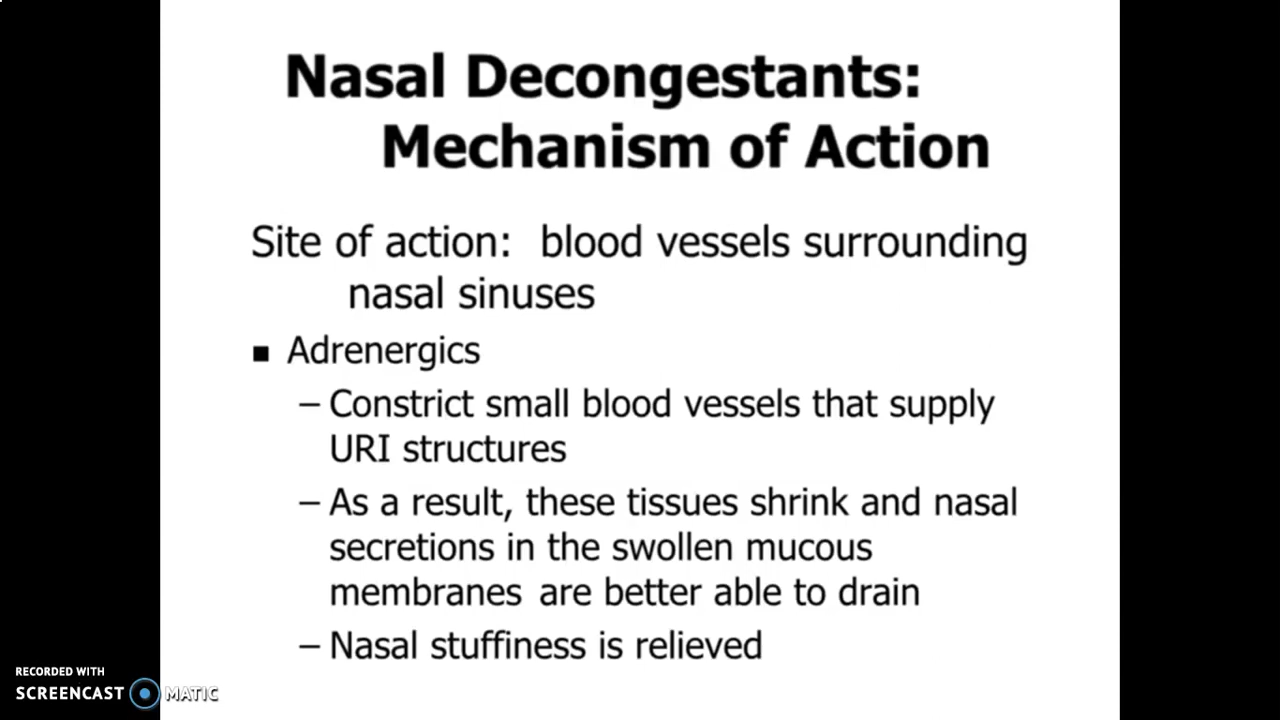 Nasal Decongestants:
Mechanism of Action
Site of action: blood vessels surrounding
nasal sinuses
■ Adrenergics
– Constrict small blood vessels that supply
URI structures
– As a result, these tissues shrink and nasal
secretions in the swollen mucous
membranes are better able to drain
– Nasal stuffiness is relieved
RECORDED WITH
SCREENCAST MATIC